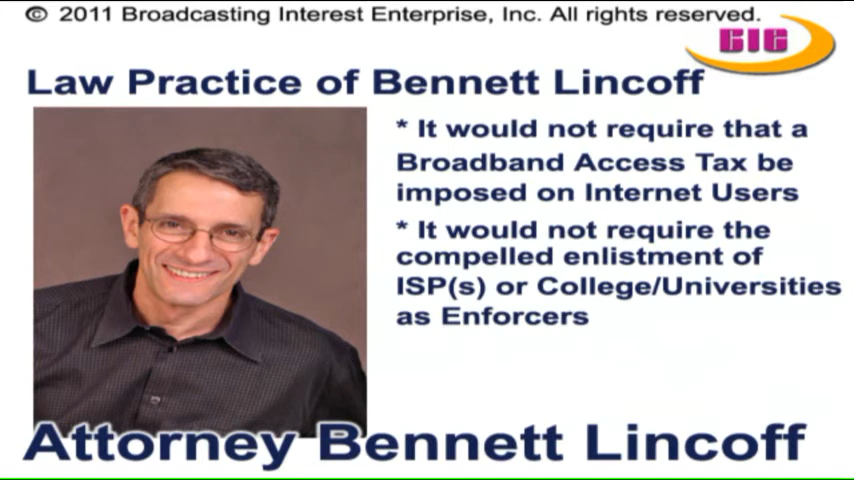 © 2011 Broadcasting Interest Enterprise, Inc. All rights reserved.
Law Practice of Bennett Lincoff
* It would not require that a
Broadband Access Tax be
imposed on Internet Users
* It would not require the
compelled enlistment of
ISP(s) or College/Universities
as Enforcers
Attorney Bennett Lincoff